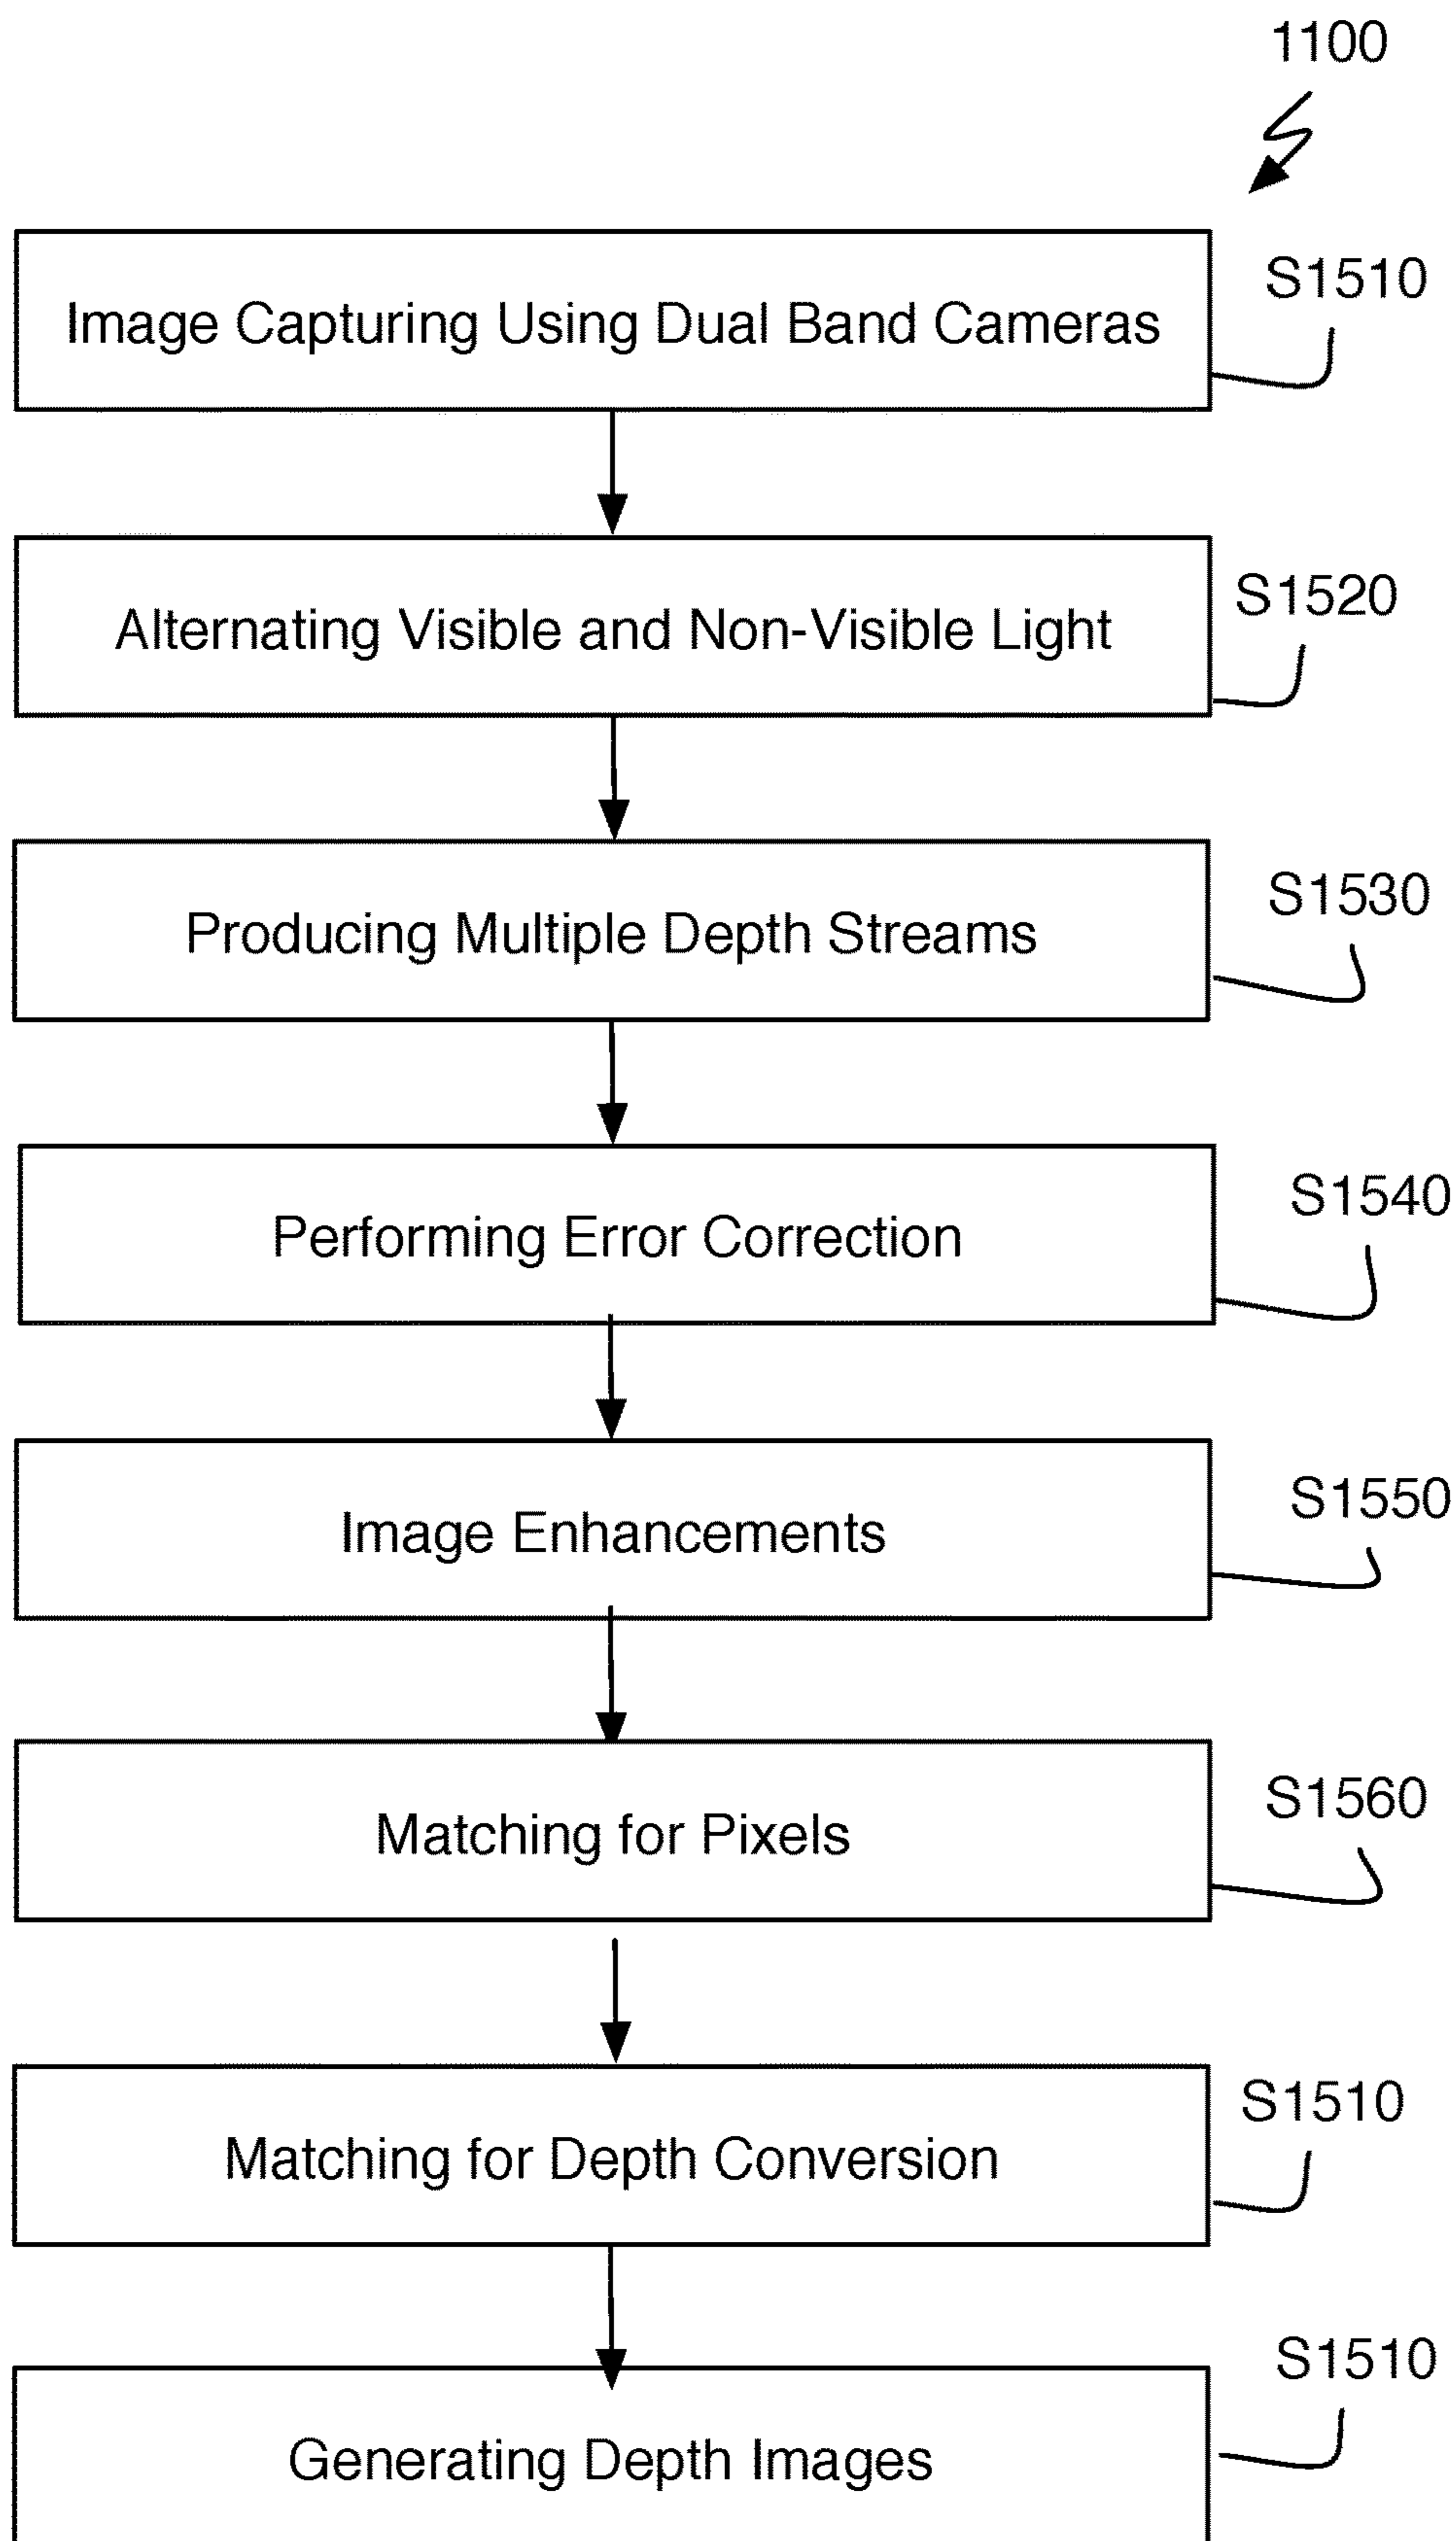 1100
S1510
Image Capturing Using Dual Band Cameras
S1520
Alternating Visible and Non-Visible Light
S1530
Producing Multiple Depth Streams
S1540
Performing Error Correction
S1550
Image Enhancements
S1560
Matching for Pixels
S1510
Matching for Depth Conversion
S1510
Generating Depth Images